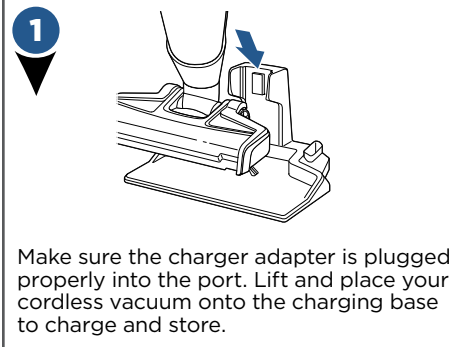 1
Make sure the charger adapter is plugged
properly into the port. Lift and place your
cordless vacuum onto the charging base
to charge and store.